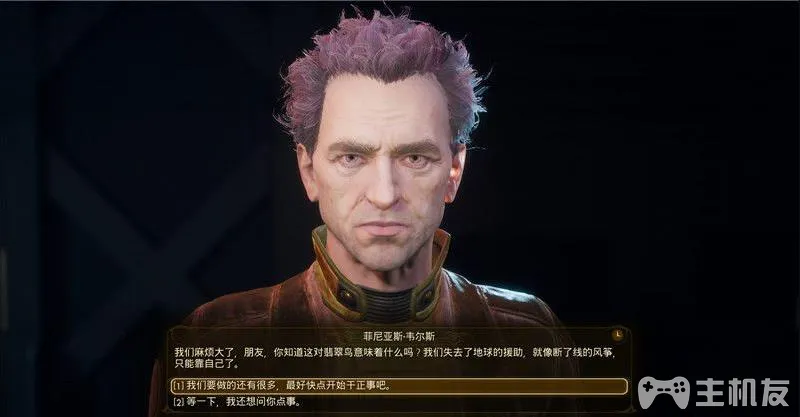 菲尼亚斯·韦尔斯
我们麻烦大了，朋友，你知道这对翡翠鸟意味着什么吗？我们失去了地球的援助，就像断了线的风筝，
只能靠自己了。
[1] 我们要做的还有很多，最好快点开始干正事吧。
[2] 等一下，我还想问你点事。
主机友